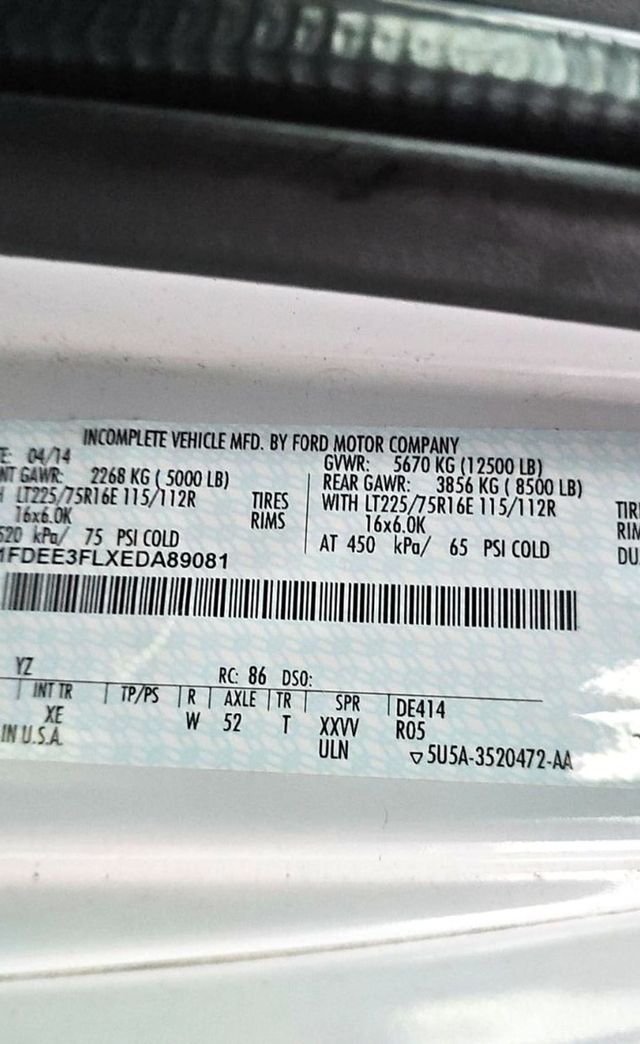 INCOMPLETE VEHICLE MFD. BY FORD MOTOR COMPANY
04/14 GVWR: 5670 KG (12500 LB)
GAWR: 2268 KG ( 5000 LB) REAR GAWR: 3856 KG ( 8500 LB)
LT225/75R16E 115/112R TIRES WITH LT225/75R16E 115/112R
16x6.0K RIMS 16x6.0K
kPa/ 75 PSI COLD AT 450 kPa/ 65 PSI COLD
1FDEE3FLXEDA89081
YZ RC: 86 DSO:
INT TR TP/PS R AXLE TR SPR DE414
XE W 52 T XXVV R05
IN U.S.A. ULN ▽5U5A-3520472-AA